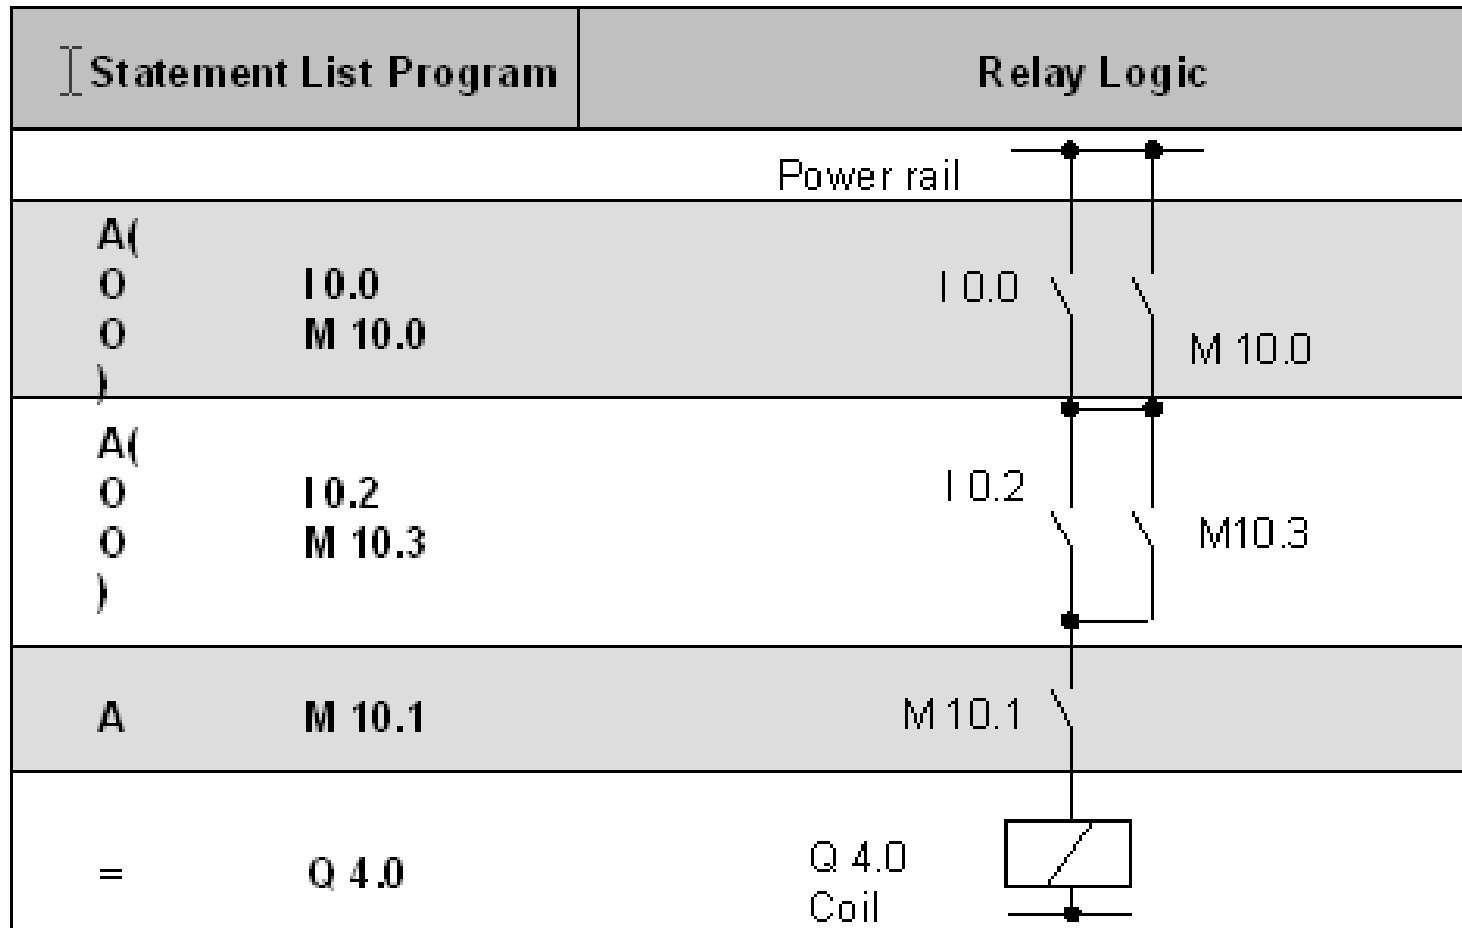 Statement List Program Relay Logic
Power rail
A(
O I 0.0 I 0.0
O M 10.0 M 10.0
)
A(
O I 0.2 I 0.2
O M 10.3 M10.3
)
A M 10.1 M 10.1
= Q 4.0 Q 4.0
Coil